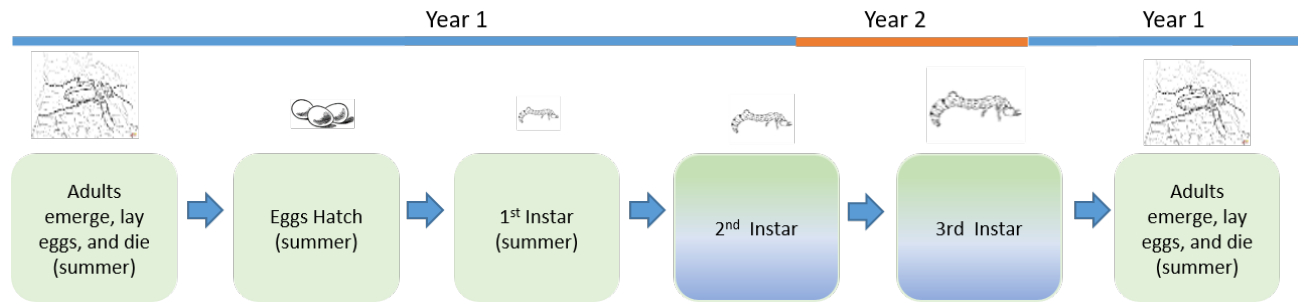 Year 1
Year 2
Year 1
Adults
emerge, lay
eggs, and die
(summer)
Eggs Hatch
(summer)
1st Instar
(summer)
2nd Instar
3rd Instar
Adults
emerge, lay
eggs, and die
(summer)